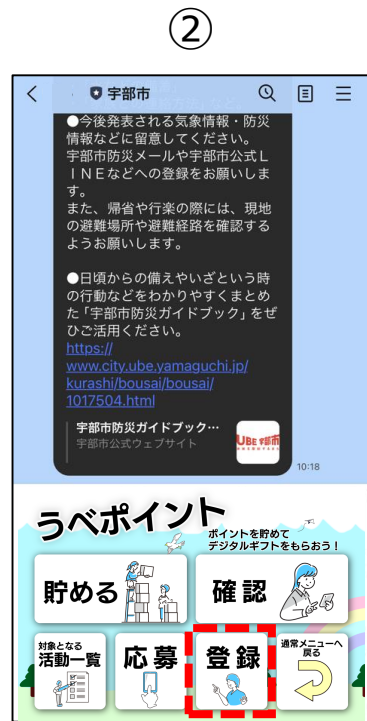 ②
宇部市
●今後発表される気象情報・防災
情報などに留意してください。
宇部市防災メールや宇部市公式L
INEなどへの登録をお願いしま
す。
また、帰省や行楽の際には、現地
の避難場所や避難経路を確認する
ようお願いします。
●日頃からの備えやいざという時
の行動などをわかりやすくまとめ
た「宇部市防災ガイドブック」をぜ
ひご活用ください。
https://
www.city.ube.yamaguchi.jp/
kurashi/bousai/bousai/
1017504.html
宇部市防災ガイドブック…
宇部市公式ウェブサイト
10:18
うべポイント
ポイントを貯めて
デジタルギフトをもらおう！
貯める
確認
対象となる
活動一覧
応募
登録
通常メニューへ
戻る